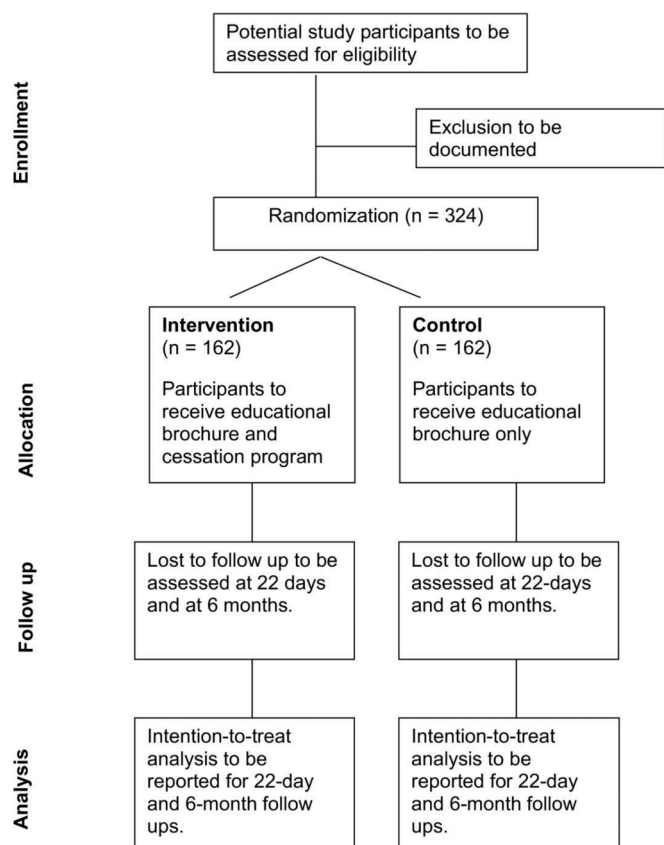 Enrollment
Potential study participants to be
assessed for eligibility
Exclusion to be
documented
Randomization (n = 324)
Allocation
Intervention
(n = 162)
Participants to
receive educational
brochure and
cessation program
Control
(n = 162)
Participants to
receive educational
brochure only
Follow up
Lost to follow up to be
assessed at 22 days
and at 6 months.
Lost to follow up to be
assessed at 22-days
and at 6 months.
Analysis
Intention-to-treat
analysis to be
reported for 22-day
and 6-month follow
ups.
Intention-to-treat
analysis to be
reported for 22-day
and 6-month follow
ups.